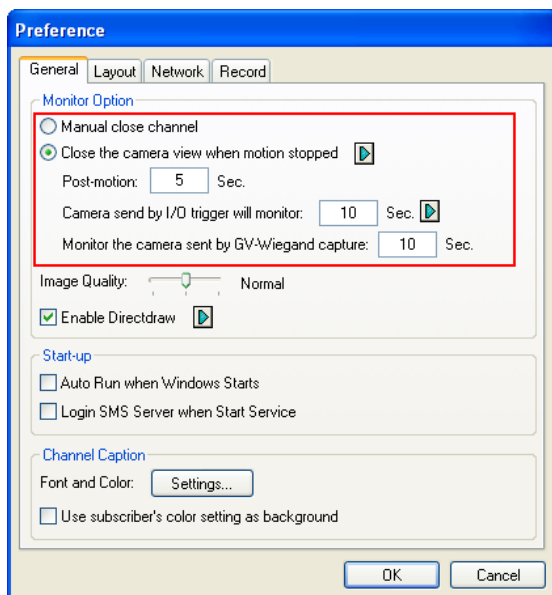 Preference
General Layout Network Record
Monitor Option
Manual close channel
Close the camera view when motion stopped
Post-motion: 5 Sec.
Camera send by I/O trigger will monitor: 10 Sec.
Monitor the camera sent by GV-Wiegand capture: 10 Sec.
Image Quality: Normal
Enable Directdraw
Start-up
Auto Run when Windows Starts
Login SMS Server when Start Service
Channel Caption
Font and Color: Settings...
Use subscriber's color setting as background
OK Cancel